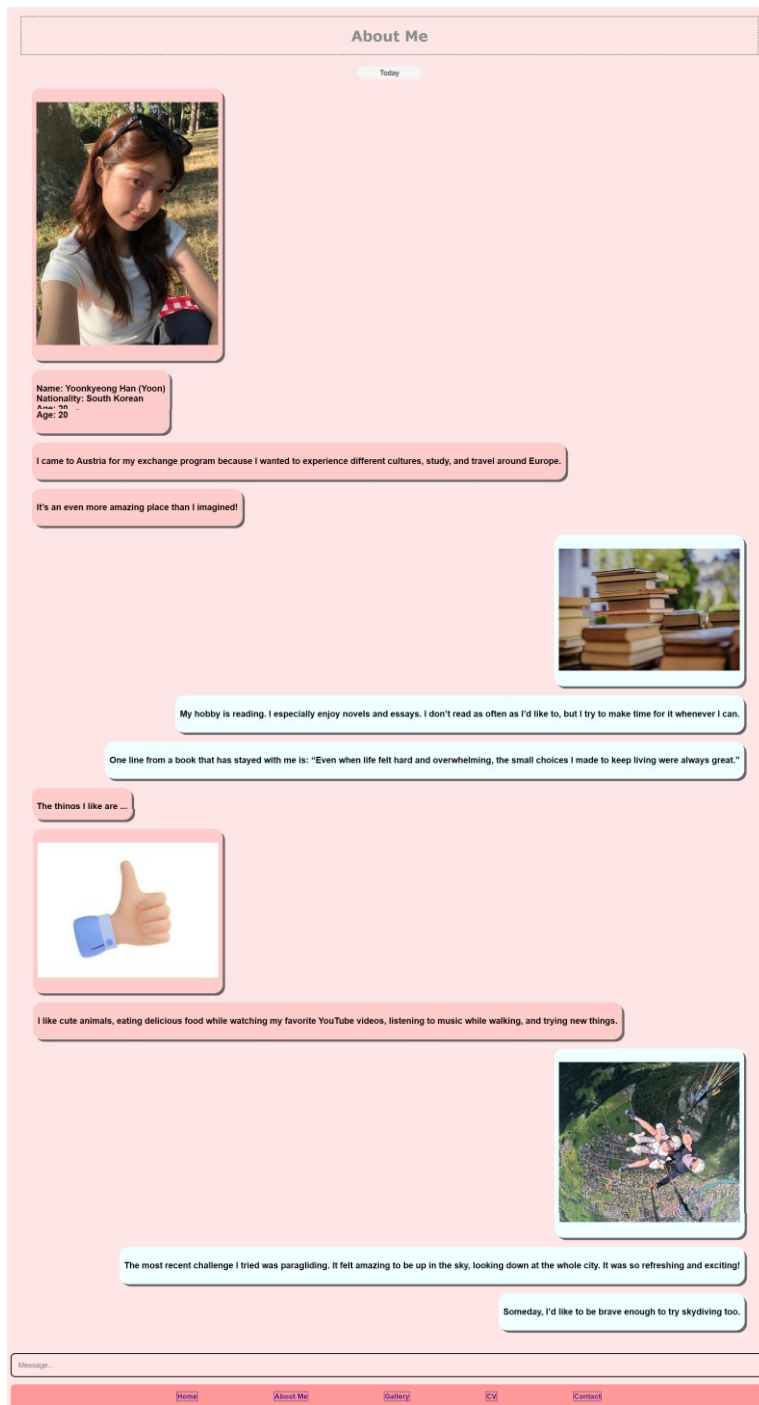 About Me
Today
Name: Yoonkyeong Han (Yoon)
Nationality: South Korean
Age: 20
Age: 20
I came to Austria for my exchange program because I wanted to experience different cultures, study, and travel around Europe.
It's an even more amazing place than I imagined!
My hobby is reading. I especially enjoy novels and essays. I don't read as often as I'd like to, but I try to make time for it whenever I can.
One line from a book that has stayed with me is: “Even when life felt hard and overwhelming, the small choices I made to keep living were always great.”
The things I like are ...
I like cute animals, eating delicious food while watching my favorite YouTube videos, listening to music while walking, and trying new things.
The most recent challenge I tried was paragliding. It felt amazing to be up in the sky, looking down at the whole city. It was so refreshing and exciting!
Someday, I'd like to be brave enough to try skydiving too.
Message...
Home About Me Gallery CV Contact